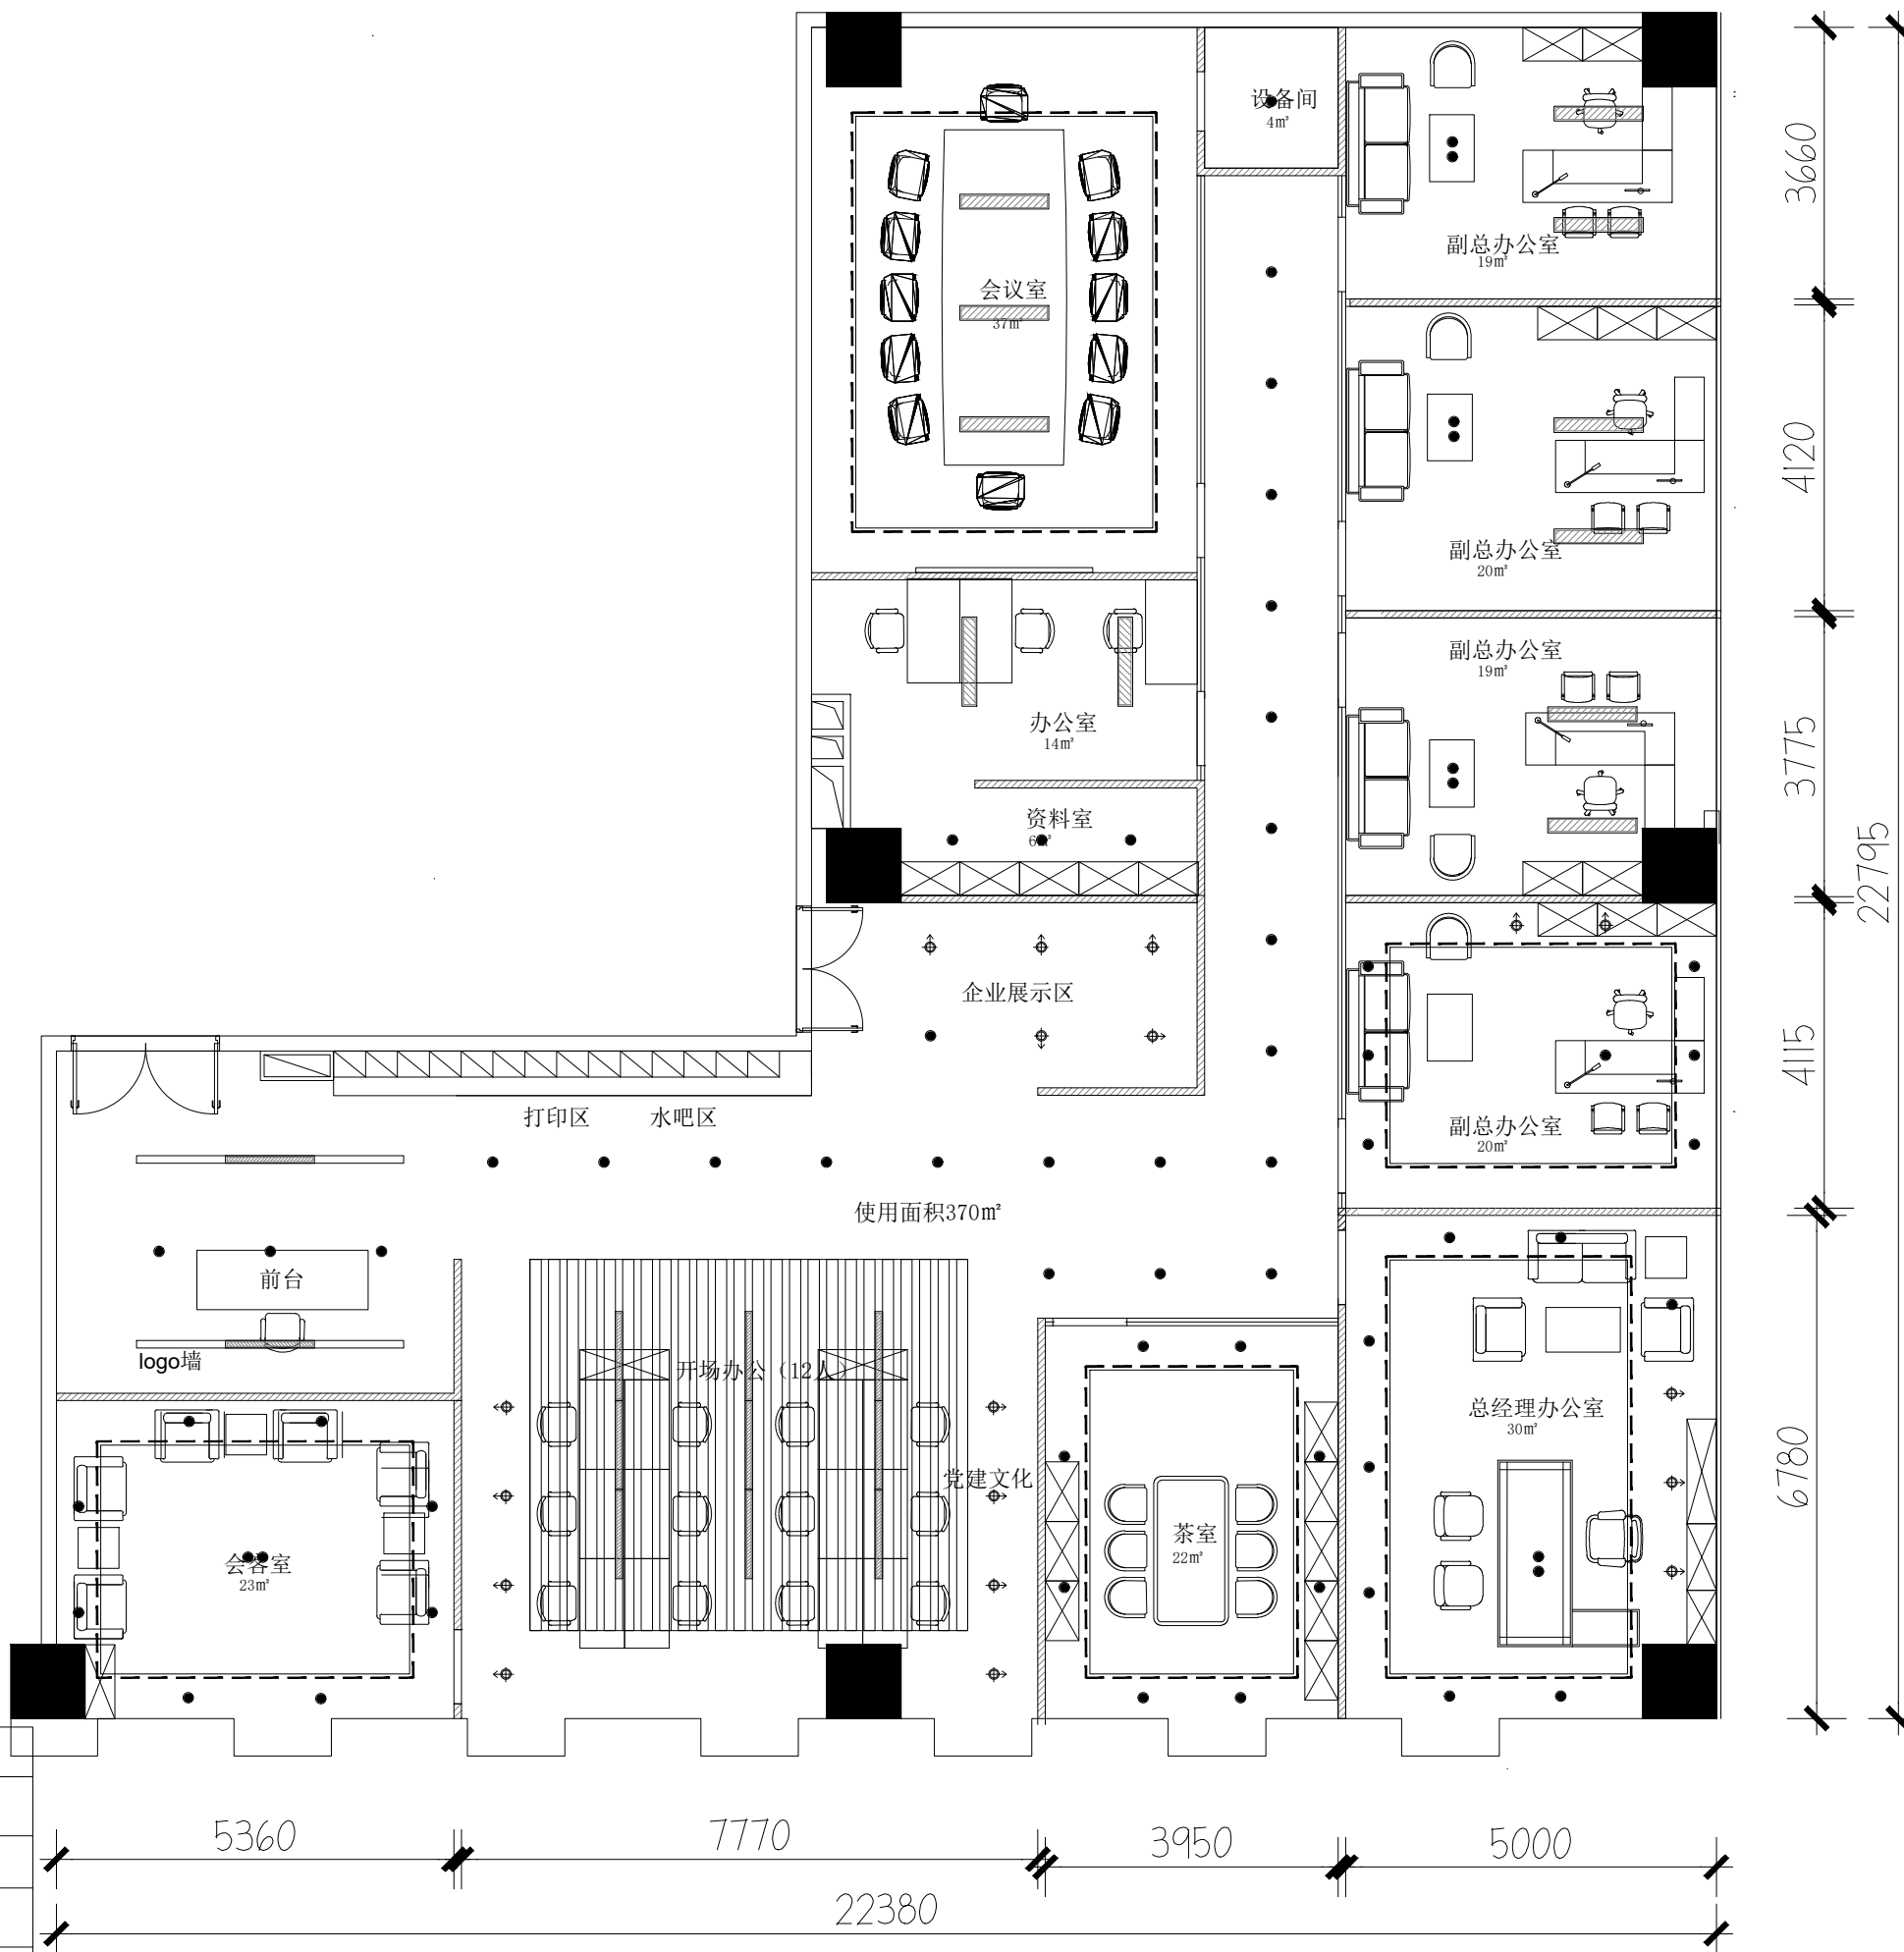 设备间
4㎡
3660
副总办公室
19㎡
会议室
37㎡
4120
副总办公室
20㎡
副总办公室
19㎡
办公室
14㎡
3775
资料室
22795
企业展示区
4115
打印区
水吧区
副总办公室
20㎡
使用面积370㎡
前台
logo墙
开场办公（12人）
总经理办公室
30㎡
党建文化
6780
茶室
22㎡
会客室
23㎡
5360
7770
3950
5000
22380